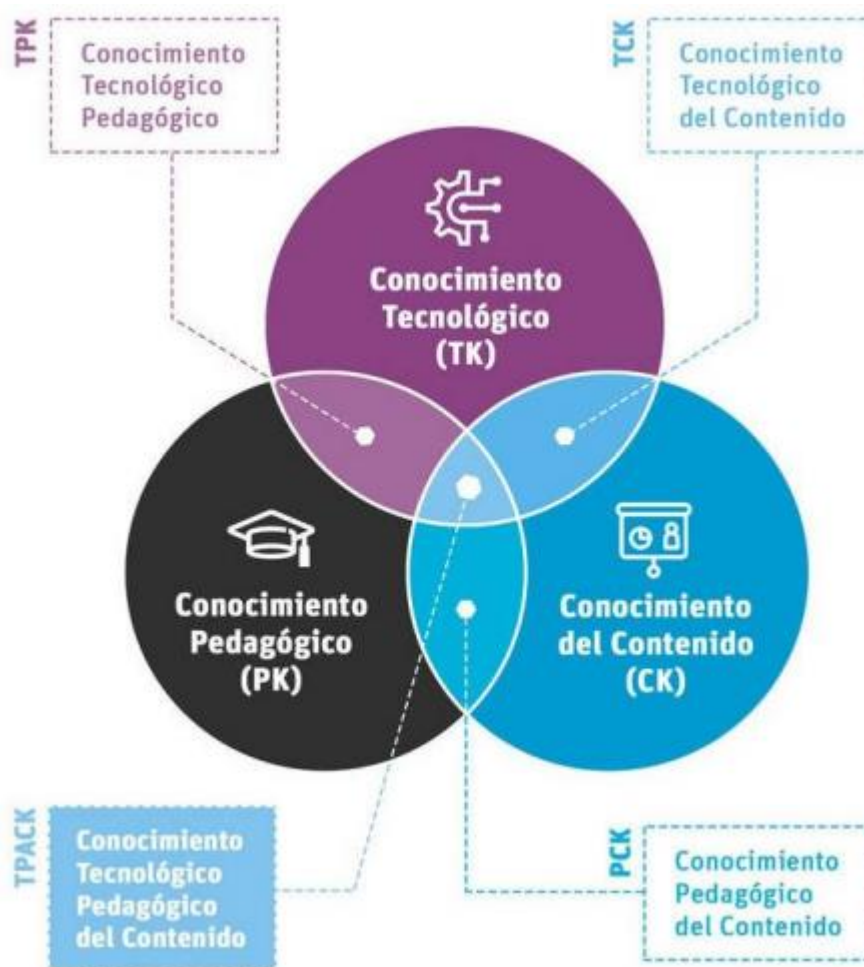 TPK
Conocimiento
Tecnológico
Pedagógico
TCK
Conocimiento
Tecnológico
del Contenido
Conocimiento
Tecnológico
(TK)
Conocimiento
Pedagógico
(PK)
Conocimiento
del Contenido
(CK)
TPACK
Conocimiento
Tecnológico
Pedagógico
del Contenido
PCK
Conocimiento
Pedagógico
del Contenido